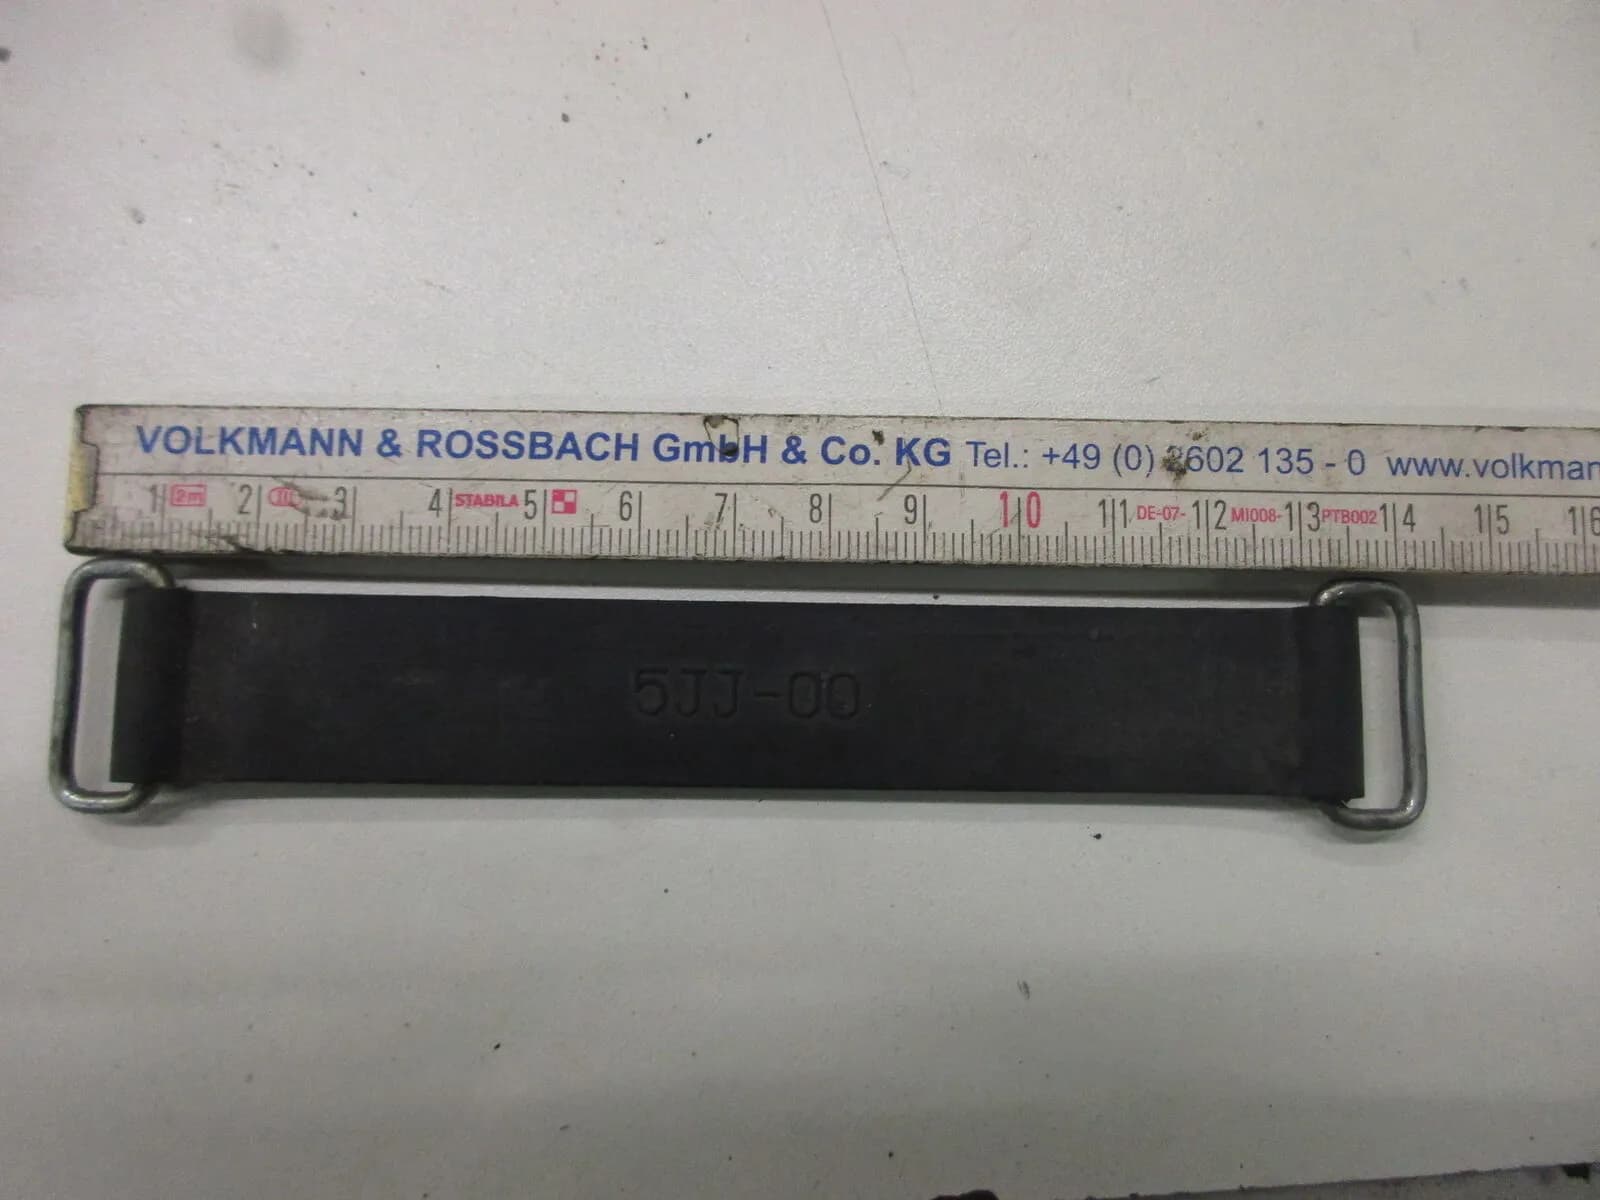 VOLKMANN & ROSSBACH GmbH & Co. KG Tel.: +49 (0) 2602 135 - 0 www.volkman
1 2m 2 III 3 4 STABILA 5 6 7 8 9 10 11 DE-07- 12 MI008- 13 PTB002 14 15 16
5JJ-00